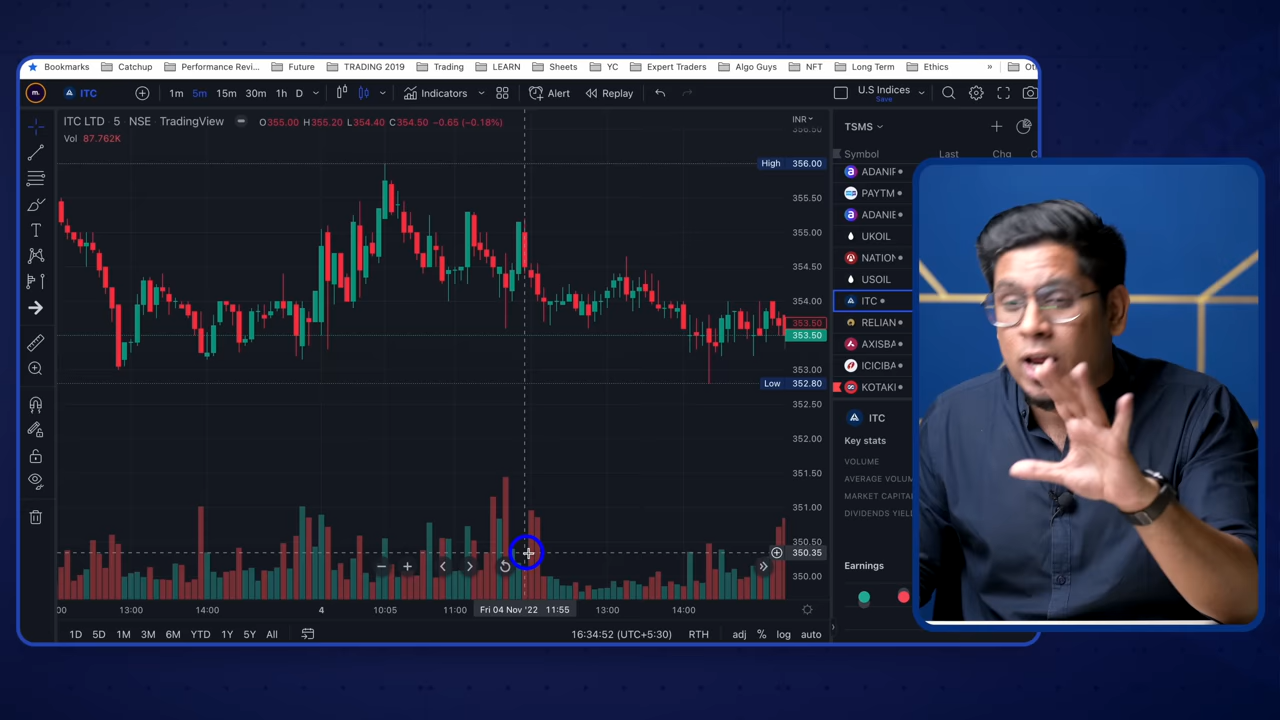 Bookmarks Catchup Performance Revi... Future TRADING 2019 Trading LEARN Sheets YC Expert Traders Algo Guys NFT Long Term Ethics » Ot
m. ITC 1m 5m 15m 30m 1h D Indicators Alert Replay U.S Indices
Save
ITC LTD 5 NSE TradingView O355.00 H355.20 L354.40 C354.50 −0.65 (−0.18%)
INR
Vol 87.762K
TSMS
Symbol Last Chg C
356.50
High 356.00
355.50
355.00
354.50
354.00
353.50
353.50
353.00
Low 352.80
352.50
352.00
351.50
351.00
350.50
350.35
350.00
ADANIF
PAYTM
ADANIE
UKOIL
NATION
USOIL
ITC
RELIAN
AXISBA
ICICIBA
KOTAKI
ITC
Key stats
VOLUME
AVERAGE VOLUM
MARKET CAPITA
DIVIDENDS YIEL
Earnings
:00 13:00 14:00 4 10:05 11:00 Fri 04 Nov '22 11:55 13:00 14:00
1D 5D 1M 3M 6M YTD 1Y 5Y All 16:34:52 (UTC+5:30) RTH adj % log auto